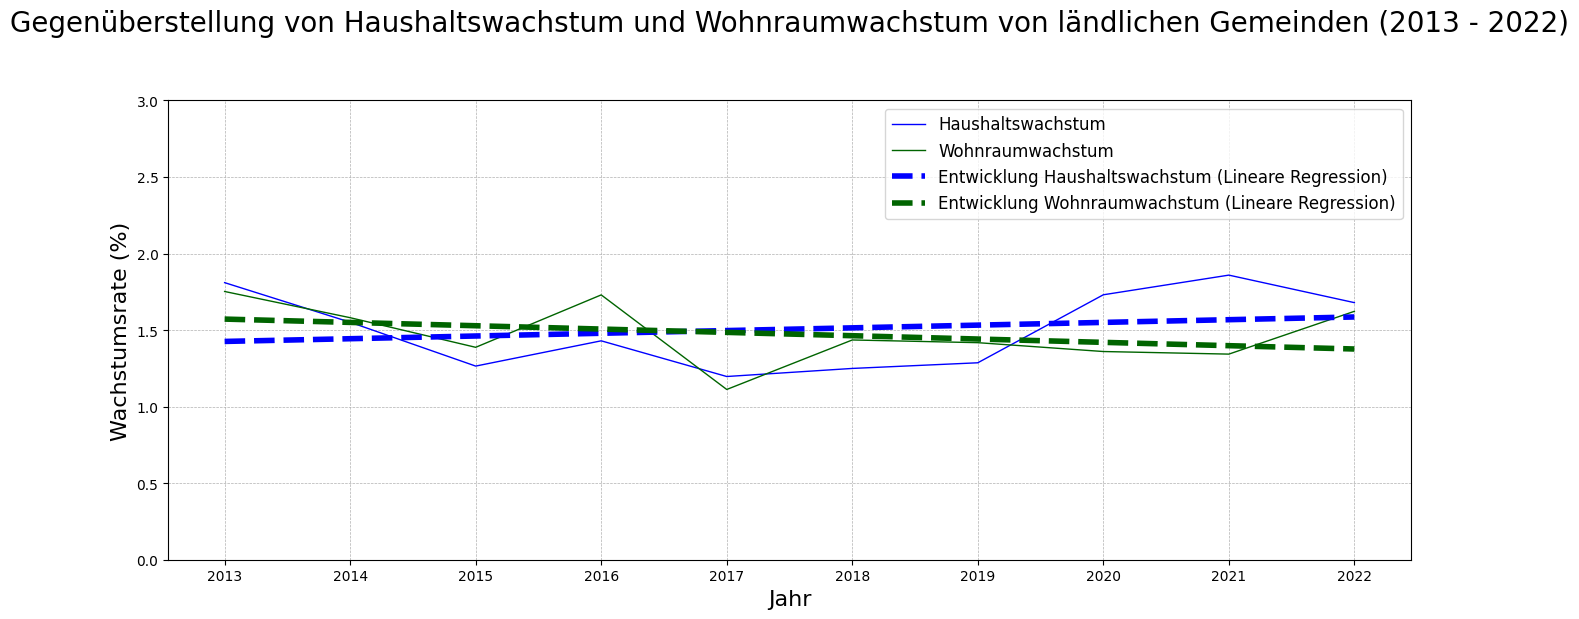 Gegenüberstellung von Haushaltswachstum und Wohnraumwachstum von ländlichen Gemeinden (2013 - 2022)
Haushaltswachstum
Wohnraumwachstum
Entwicklung Haushaltswachstum (Lineare Regression)
Entwicklung Wohnraumwachstum (Lineare Regression)
Wachstumsrate (%)
3.0
2.5
2.0
1.5
1.0
0.5
0.0
2013 2014 2015 2016 2017 2018 2019 2020 2021 2022
Jahr